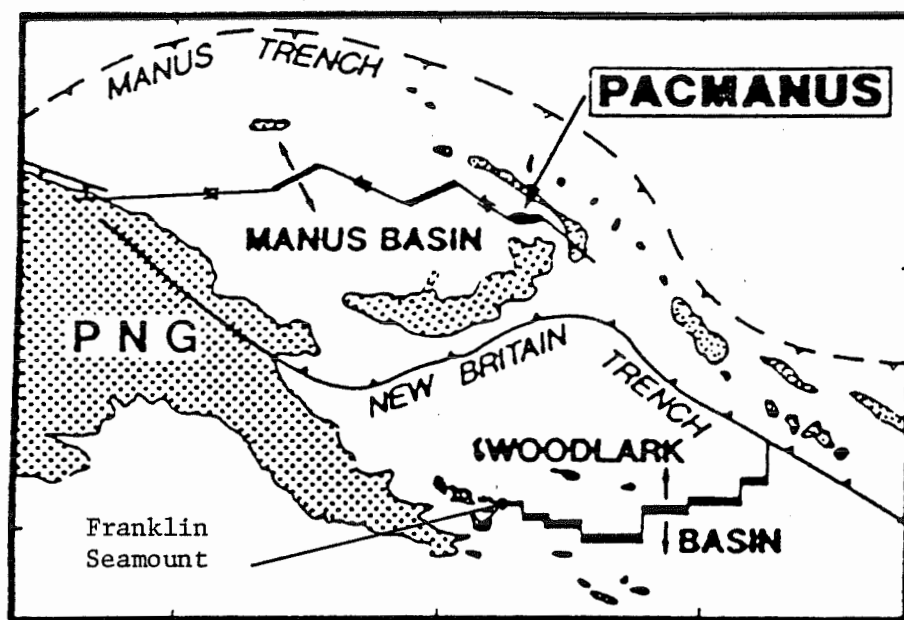 MANUS TRENCH
PACMANUS
MANUS BASIN
PNG
NEW BRITAIN TRENCH
WOODLARK
BASIN
Franklin
Seamount